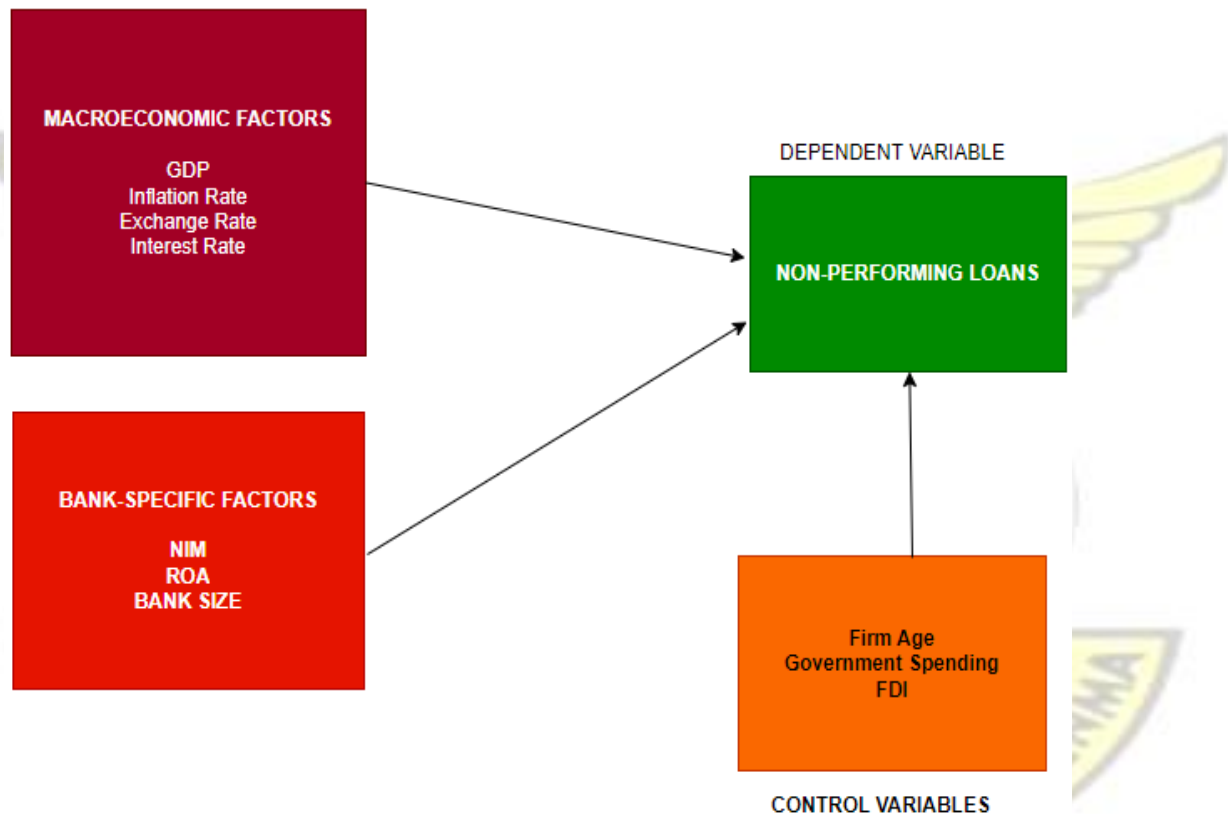 MACROECONOMIC FACTORS
GDP
Inflation Rate
Exchange Rate
Interest Rate
DEPENDENT VARIABLE
NON-PERFORMING LOANS
BANK-SPECIFIC FACTORS
NIM
ROA
BANK SIZE
Firm Age
Government Spending
FDI
CONTROL VARIABLES